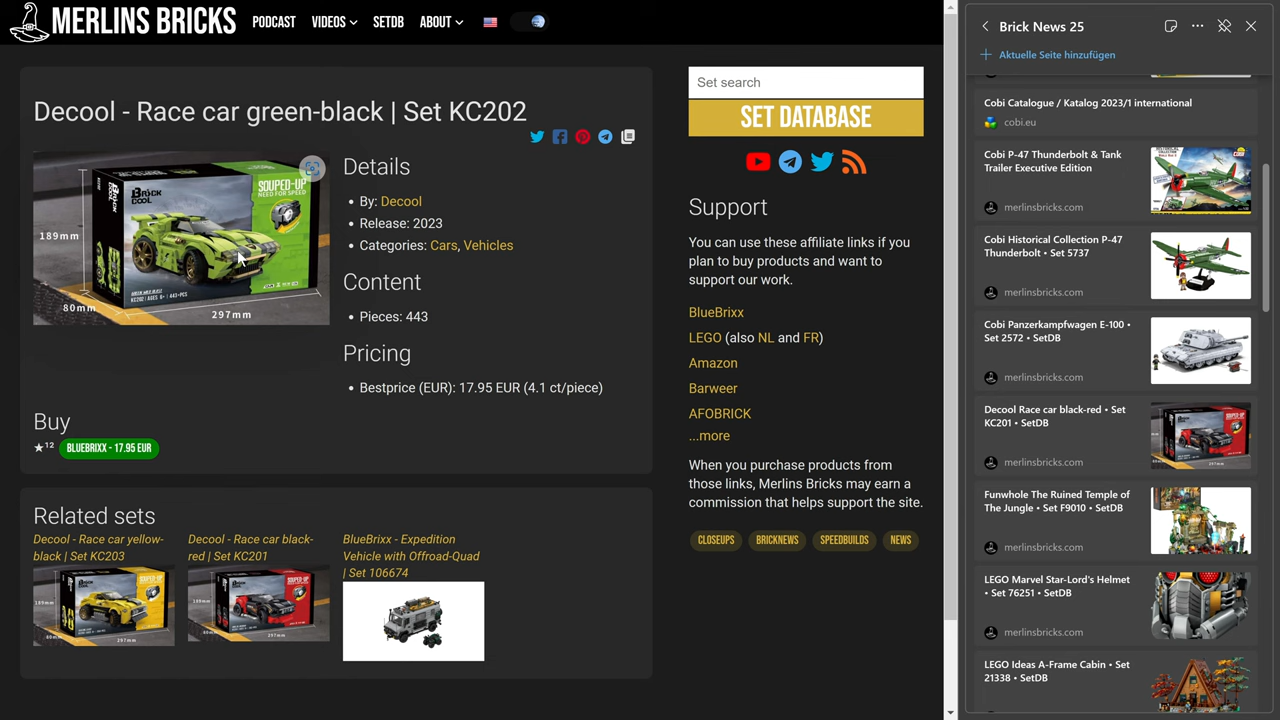 MERLINS BRICKS
PODCAST
VIDEOS
SETDB
ABOUT
Decool - Race car green-black | Set KC202
BRICK COOL
SOUPED-UP
NEED FOR SPEED
189mm
80mm
297mm
Details
By: Decool
Release: 2023
Categories: Cars, Vehicles
Content
Pieces: 443
Pricing
Bestprice (EUR): 17.95 EUR (4.1 ct/piece)
Buy
★12
BLUEBRIXX - 17.95 EUR
Related sets
Decool - Race car yellow-
black | Set KC203
Decool - Race car black-
red | Set KC201
BlueBrixx - Expedition
Vehicle with Offroad-Quad
| Set 106674
Set search
SET DATABASE
Support
You can use these affiliate links if you
plan to buy products and want to
support our work.
BlueBrixx
LEGO (also NL and FR)
Amazon
Barweer
AFOBRICK
...more
When you purchase products from
those links, Merlins Bricks may earn a
commission that helps support the site.
CLOSEUPS
BRICKNEWS
SPEEDBUILDS
NEWS
Brick News 25
Aktuelle Seite hinzufügen
Cobi Catalogue / Katalog 2023/1 international
cobi.eu
Cobi P-47 Thunderbolt & Tank
Trailer Executive Edition
merlinsbricks.com
Cobi Historical Collection P-47
Thunderbolt • Set 5737
merlinsbricks.com
Cobi Panzerkampfwagen E-100 •
Set 2572 • SetDB
merlinsbricks.com
Decool Race car black-red • Set
KC201 • SetDB
merlinsbricks.com
Funwhole The Ruined Temple of
The Jungle • Set F9010 • SetDB
merlinsbricks.com
LEGO Marvel Star-Lord's Helmet
• Set 76251 • SetDB
merlinsbricks.com
LEGO Ideas A-Frame Cabin • Set
21338 • SetDB